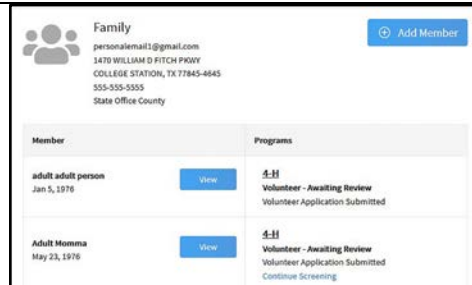 Family
Add Member
personalemail1@gmail.com
1470 WILLIAM D FITCH PKWY
COLLEGE STATION, TX 77845-4645
555-555-5555
State Office County
Member Programs
adult adult person
Jan 5, 1976
View
4-H
Volunteer - Awaiting Review
Volunteer Application Submitted
Adult Momma
May 23, 1976
View
4-H
Volunteer - Awaiting Review
Volunteer Application Submitted
Continue Screening